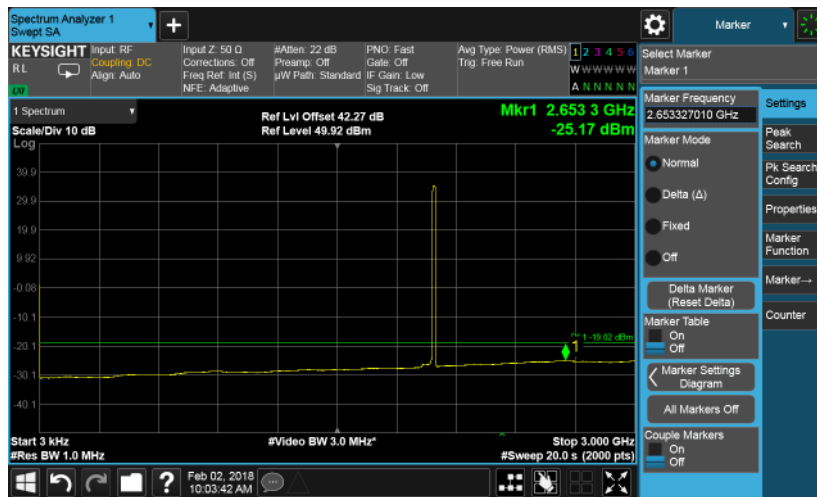 Spectrum Analyzer 1
Swept SA
+
Marker
KEYSIGHT
RL
LXI
Input: RF
Coupling: DC
Align: Auto
Input Z: 50 Ω
Corrections: Off
Freq Ref: Int (S)
NFE: Adaptive
#Atten: 22 dB
Preamp: Off
µW Path: Standard
PNO: Fast
Gate: Off
IF Gain: Low
Sig Track: Off
Avg Type: Power (RMS)
Trig: Free Run
1 2 3 4 5 6
W W W W W W
A N N N N N
Select Marker
Marker 1
1 Spectrum
Scale/Div 10 dB
Log
Ref Lvl Offset 42.27 dB
Ref Level 49.92 dBm
Mkr1 2.653 3 GHz
-25.17 dBm
39.9
29.9
19.9
9.92
-0.08
-10.1
-20.1
-30.1
-40.1
1 -19.02 dBm
1
Start 3 kHz
#Res BW 1.0 MHz
#Video BW 3.0 MHz*
Stop 3.000 GHz
#Sweep 20.0 s (2000 pts)
Marker Frequency
2.653327010 GHz
Marker Mode
Normal
Delta (Δ)
Fixed
Off
Delta Marker
(Reset Delta)
Marker Table
On
Off
Marker Settings
Diagram
All Markers Off
Couple Markers
On
Off
Settings
Peak
Search
Pk Search
Config
Properties
Marker
Function
Marker→
Counter
?
Feb 02, 2018
10:03:42 AM